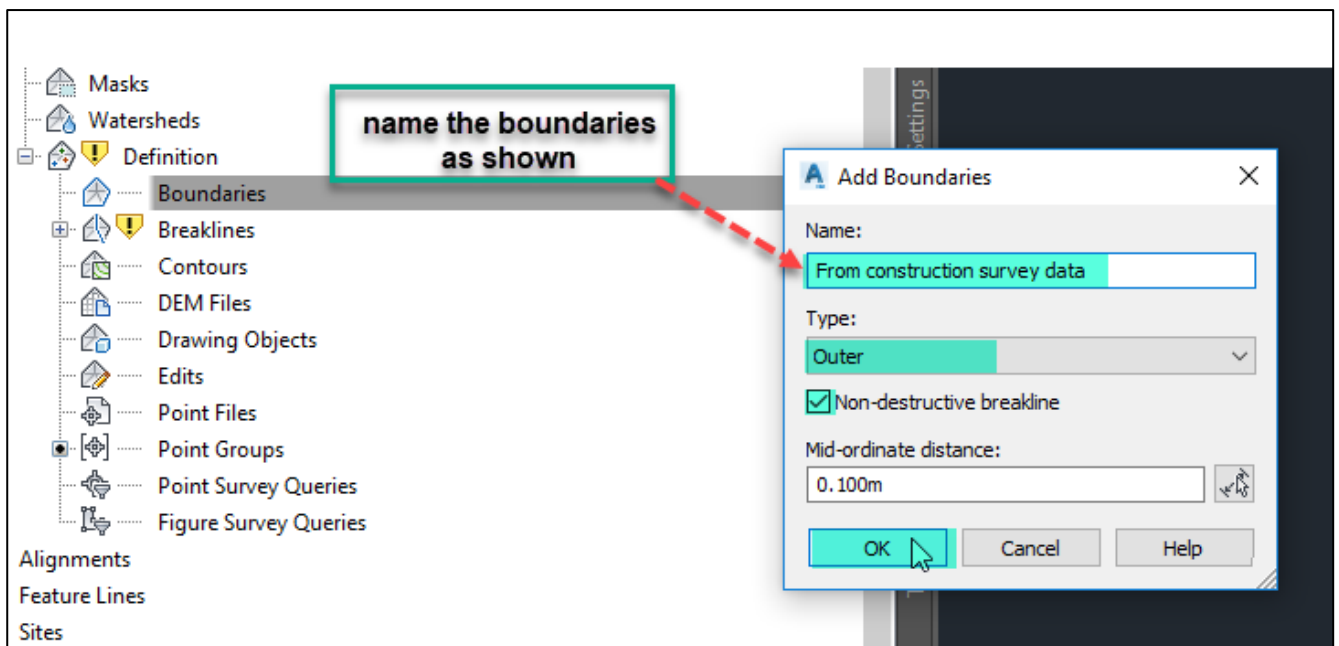 Masks
Watersheds
Definition
Boundaries
Breaklines
Contours
DEM Files
Drawing Objects
Edits
Point Files
Point Groups
Point Survey Queries
Figure Survey Queries
Alignments
Feature Lines
Sites
name the boundaries
as shown
Settings
Add Boundaries
Name:
From construction survey data
Type:
Outer
Non-destructive breakline
Mid-ordinate distance:
0.100m
OK Cancel Help